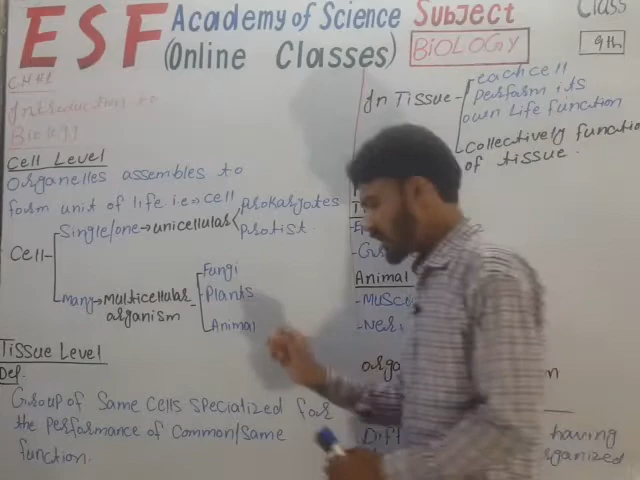 ESF
Academy of Science
(Online Classes)
Subject
BIOLOGY
Class
9th
Introduction to
Biology
Cell Level
Organelles assembles to
form unit of life i.e=> cell
Cell
Single/one→unicellular
prokaryotes
protist.
many→Multicellular
organism
Fungi
Plants
Animal
Tissue Level
Def.
Group of Same cells specialized for
the performance of common/same
function.
In Tissue
each cell
perform its
own life function
collectively function
of tissue.
Animal
having